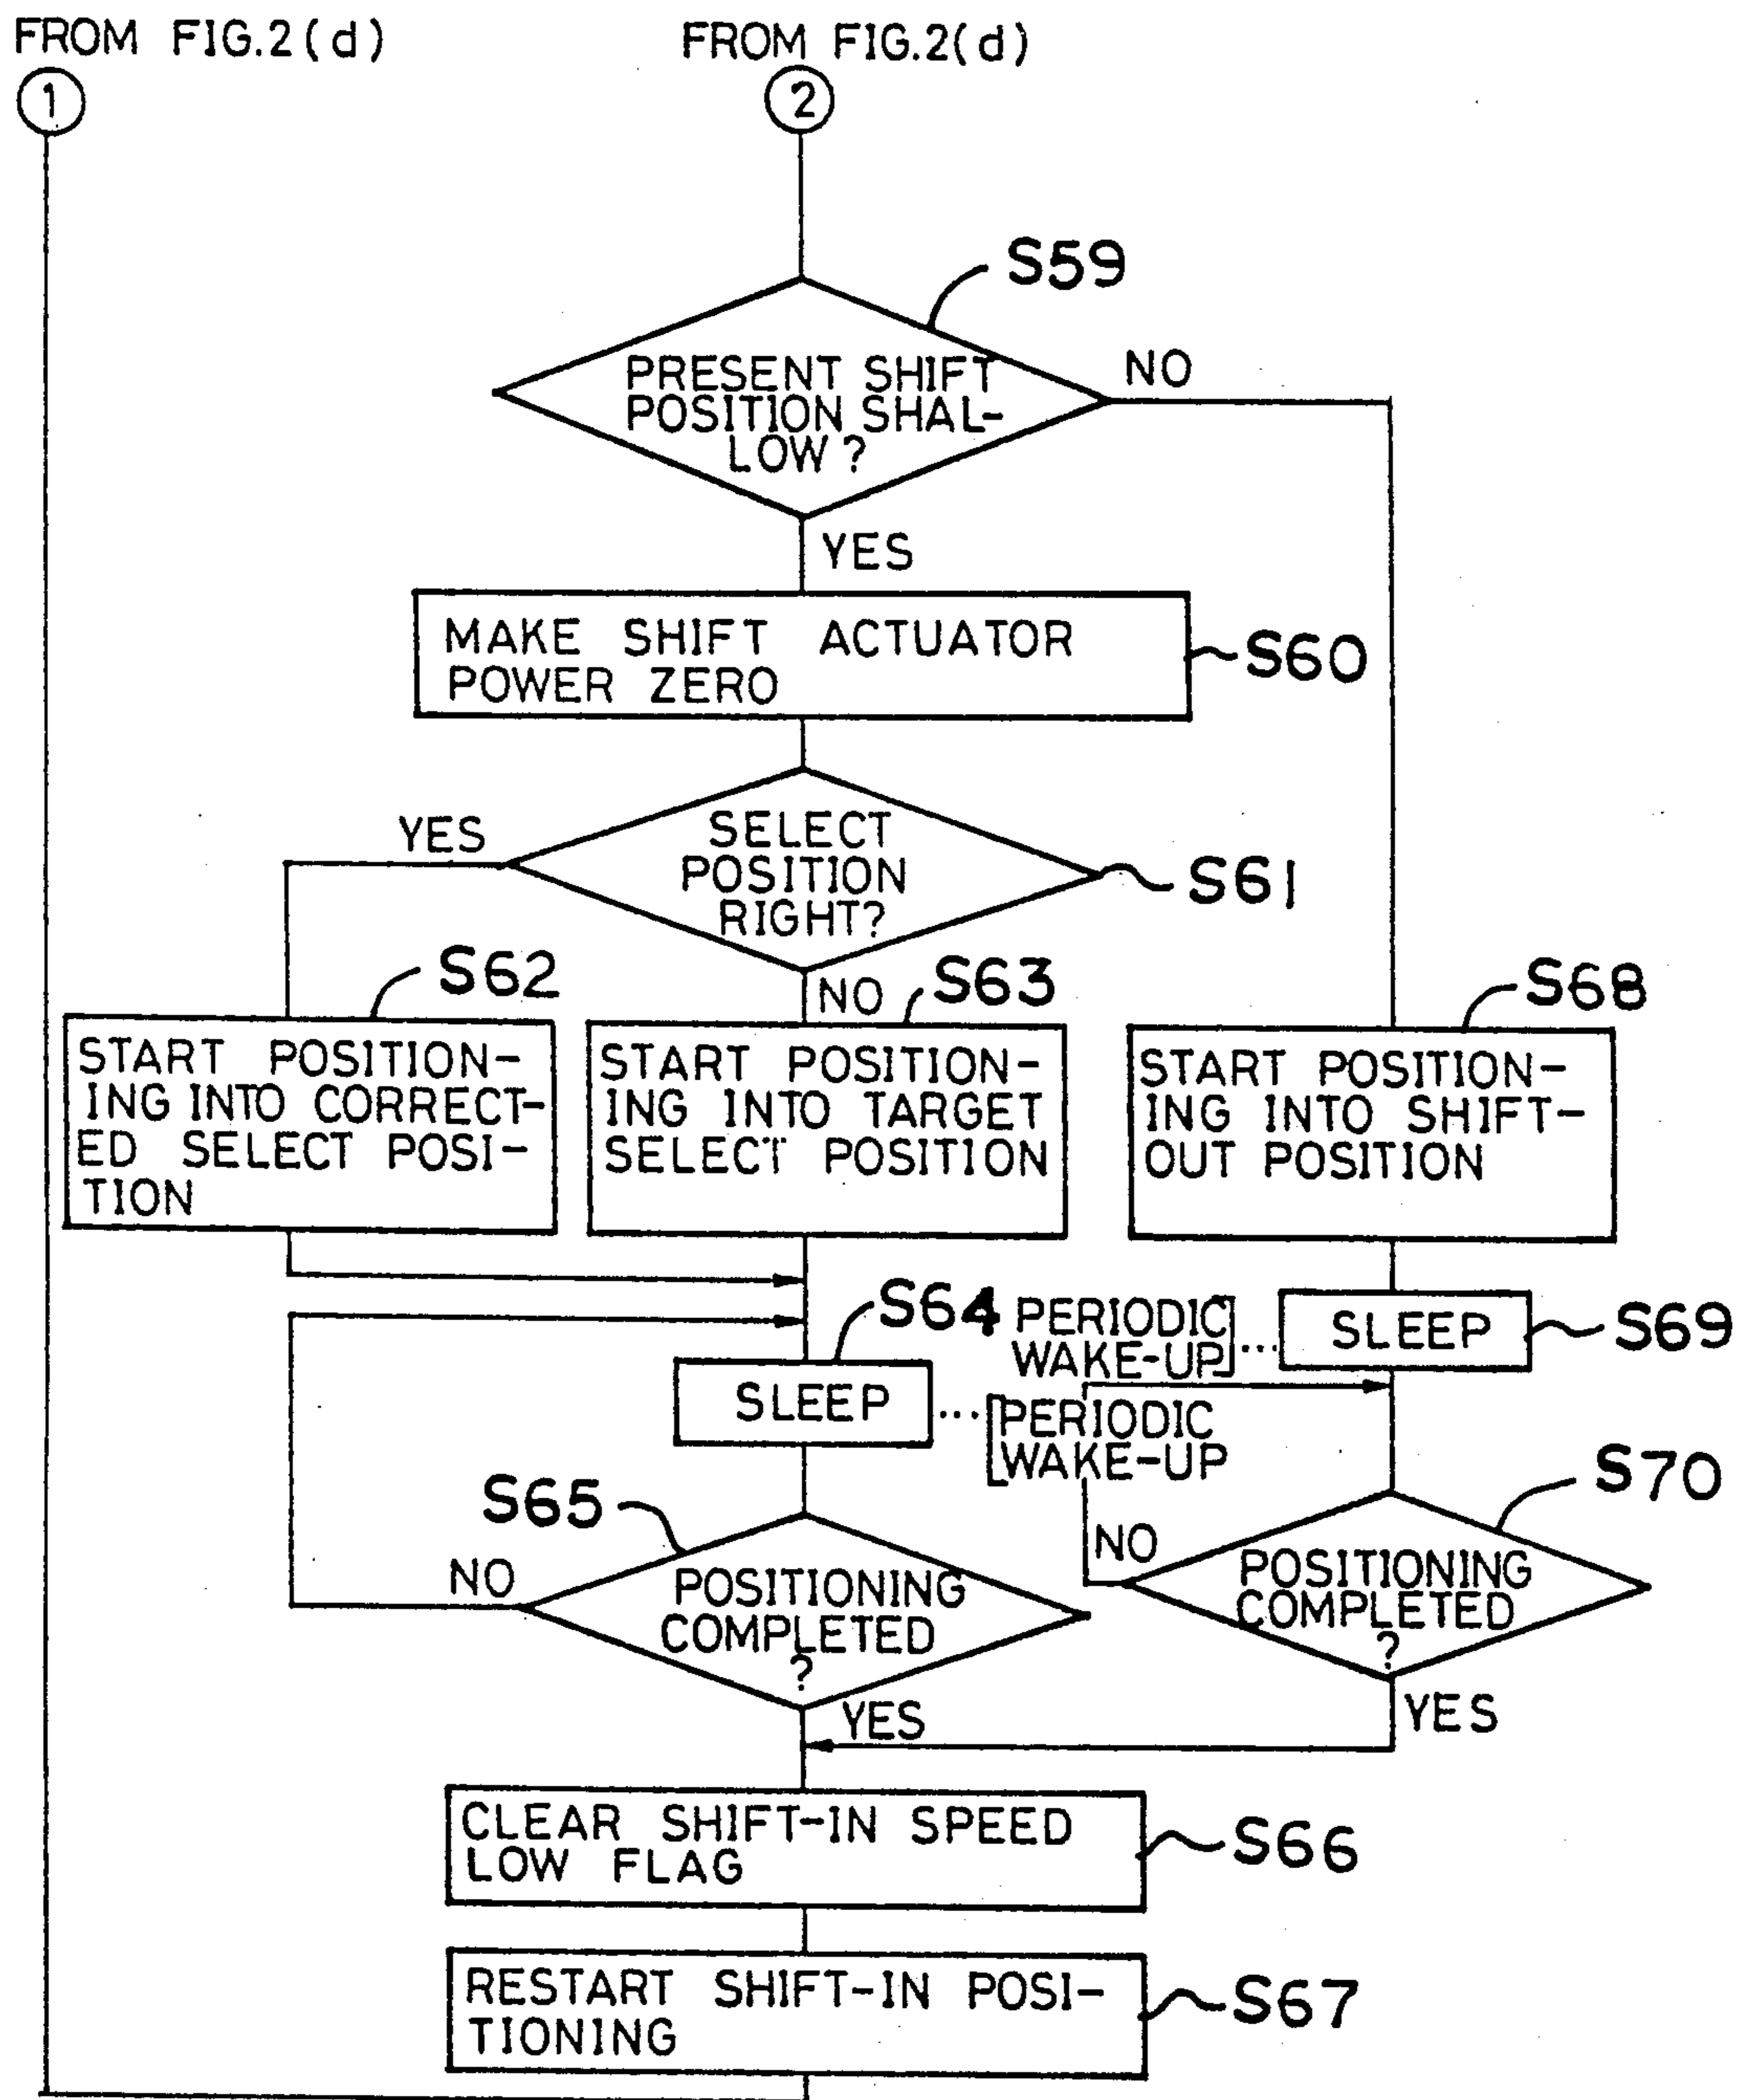 FROM FIG.2(d)
FROM FIG.2(d)
1
2
S59
PRESENT SHIFT
POSITION SHAL-
LOW?
NO
YES
MAKE SHIFT ACTUATOR
POWER ZERO
S60
YES
SELECT
POSITION
RIGHT?
S61
S62
NO
S63
S68
START POSITION-
ING INTO CORRECT-
ED SELECT POSI-
TION
START POSITION-
ING INTO TARGET
SELECT POSITION
START POSITION-
ING INTO SHIFT-
OUT POSITION
S64
PERIODIC
WAKE-UP
SLEEP
S69
SLEEP
PERIODIC
WAKE-UP
S65
S70
NO
POSITIONING
COMPLETED
?
NO
POSITIONING
COMPLETED
?
YES
YES
CLEAR SHIFT-IN SPEED
LOW FLAG
S66
RESTART SHIFT-IN POSI-
TIONING
S67